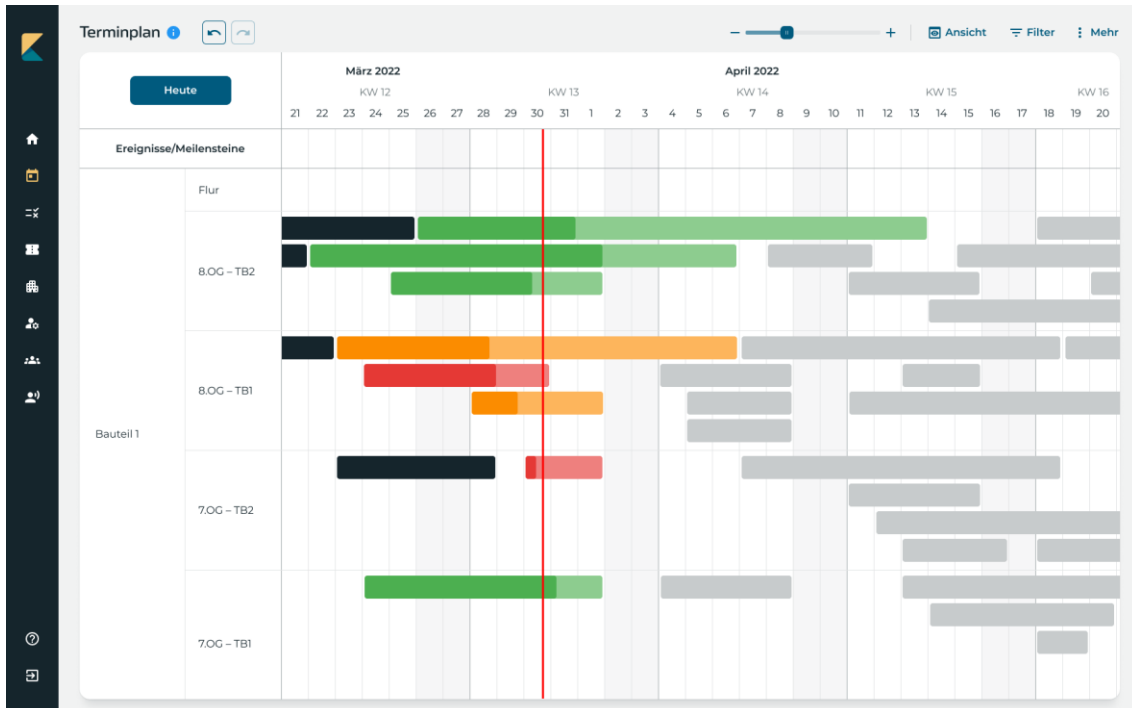 Terminplan
Ansicht Filter Mehr
Heute
März 2022 April 2022
KW 12 KW 13 KW 14 KW 15 KW 16
21 22 23 24 25 26 27 28 29 30 31 1 2 3 4 5 6 7 8 9 10 11 12 13 14 15 16 17 18 19 20
Ereignisse/Meilensteine
Flur
8.OG – TB2
8.OG – TB1
Bauteil 1
7.OG – TB2
7.OG – TB1